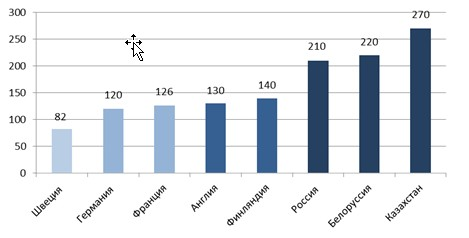 300
250
200
150
100
50
0
82
120
126
130
140
210
220
270
Швеция
Германия
Франция
Англия
Финляндия
Россия
Белоруссия
Казахстан